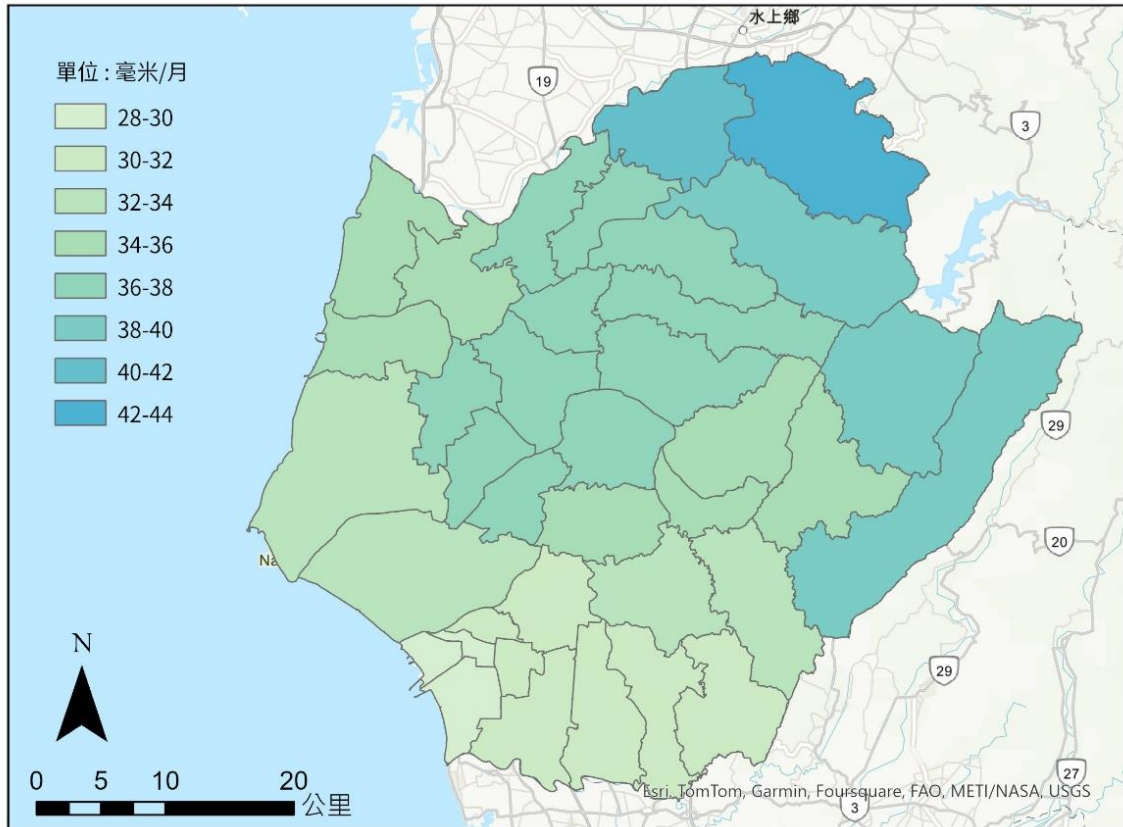 水上鄉
單位 : 毫米/月
28-30
30-32
32-34
34-36
36-38
38-40
40-42
42-44
19
3
29
20
Na
N
29
27
3
0 5 10 20
公里
Esri, TomTom, Garmin, Foursquare, FAO, METI/NASA, USGS